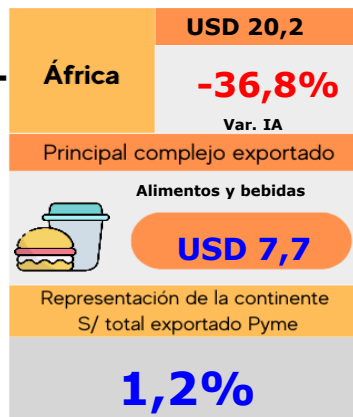 USD 20,2
África
-36,8%
Var. IA
Principal complejo exportado
Alimentos y bebidas
USD 7,7
Representación de la continente
S/ total exportado Pyme
1,2%